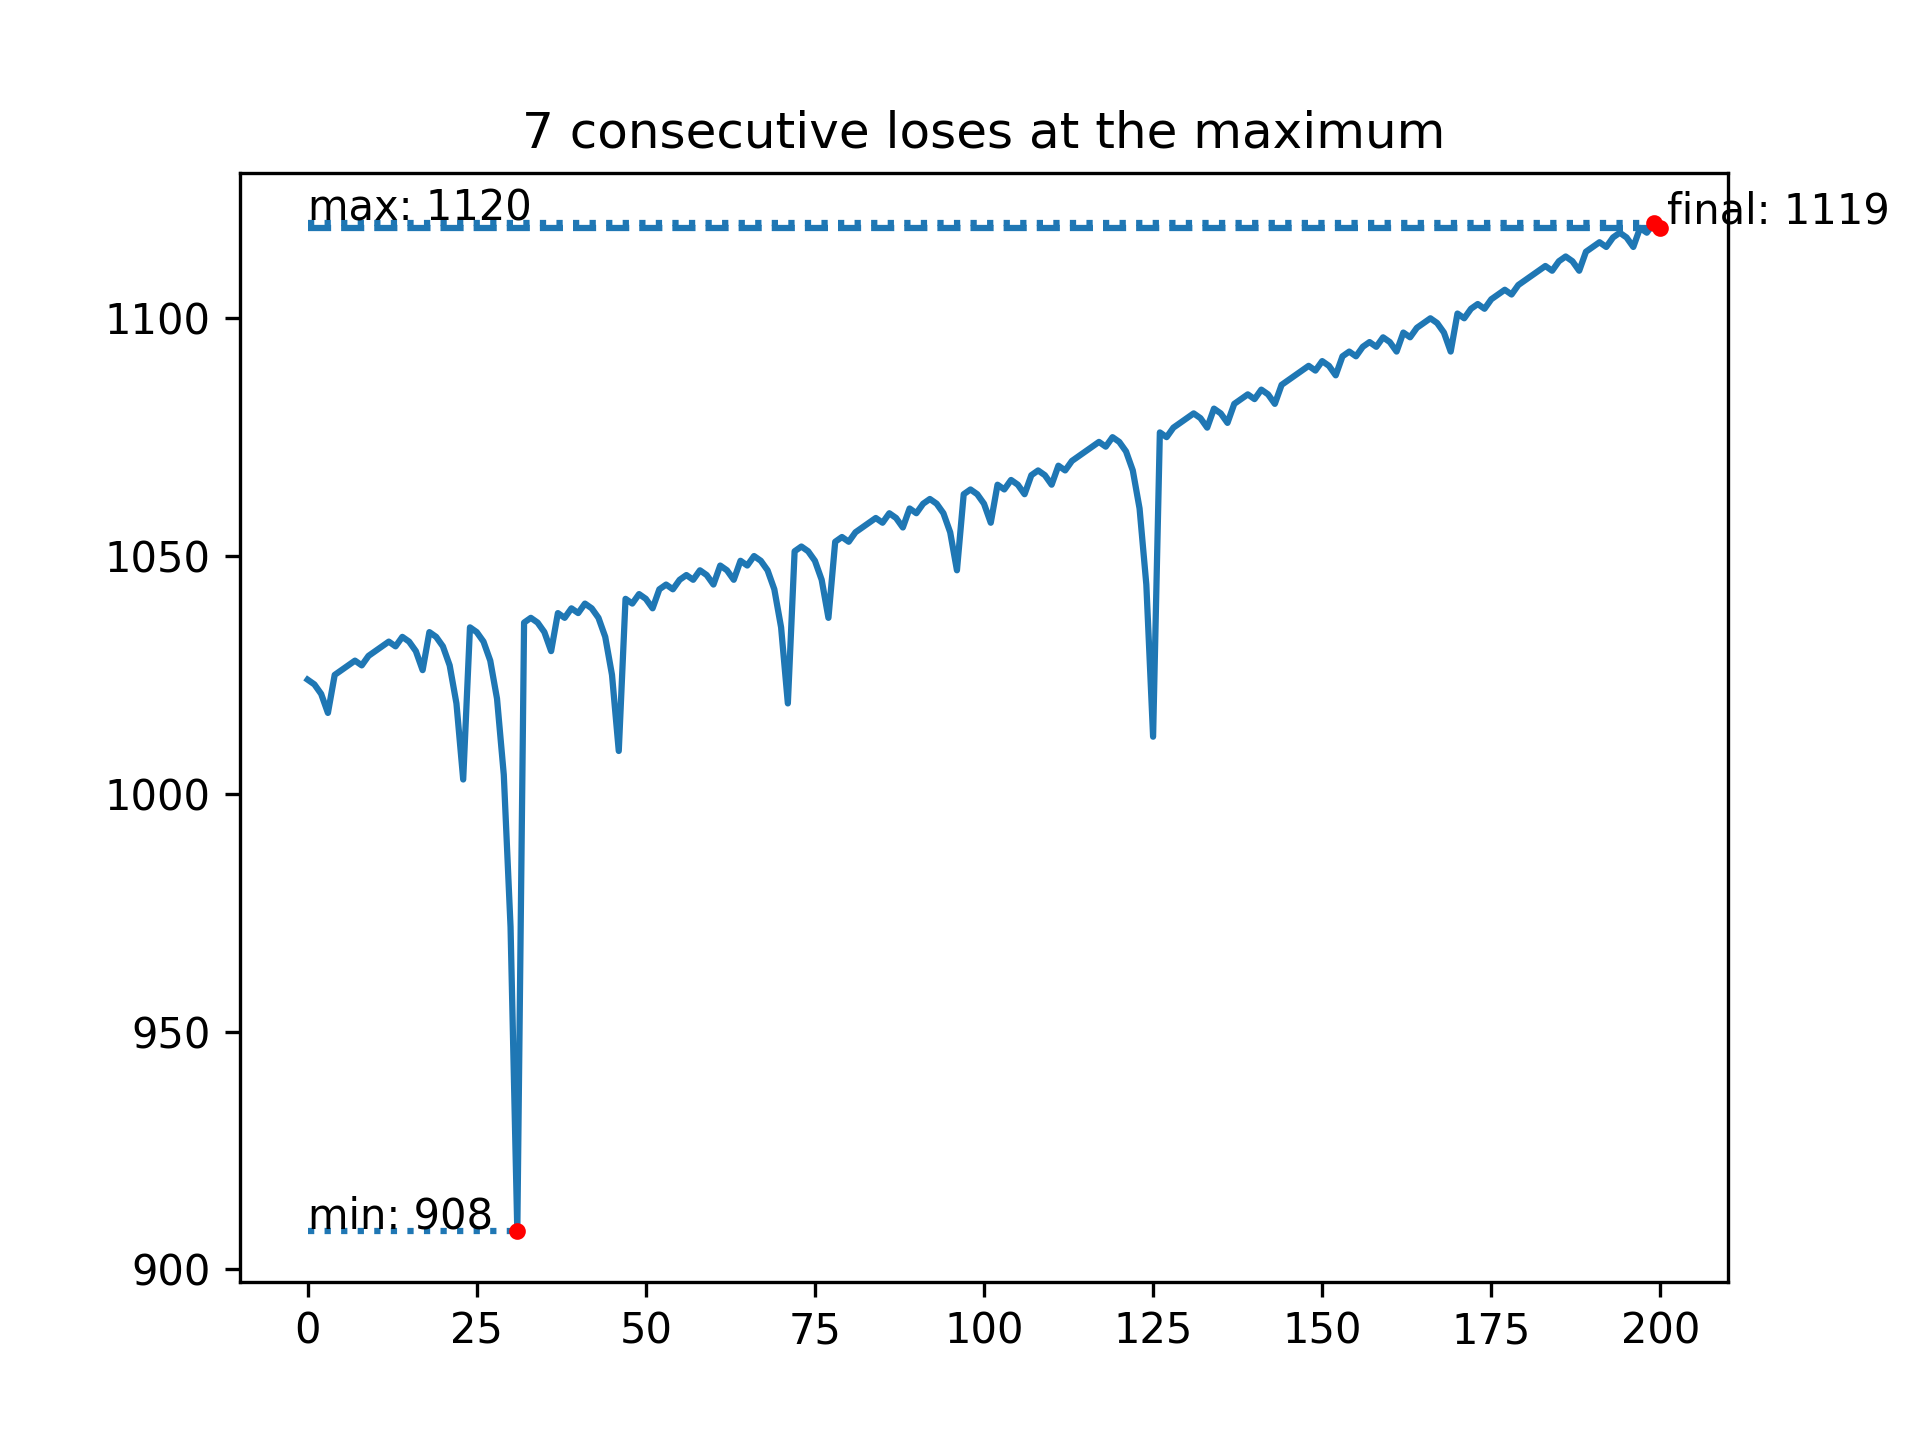 7 consecutive loses at the maximum
max: 1120
final: 1119
1100
1050
1000
950
min: 908
900
0 25 50 75 100 125 150 175 200